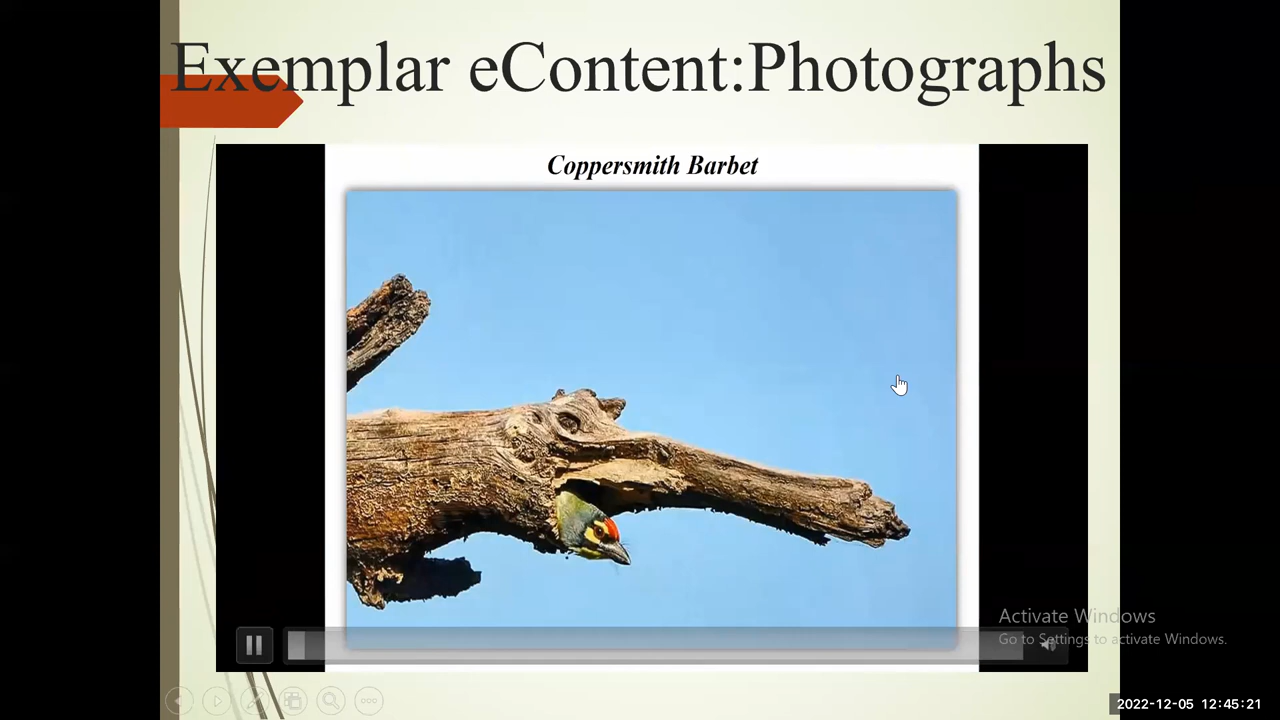 Exemplar eContent:Photographs
Coppersmith Barbet
Activate Windows
Go to Settings to activate Windows.
2022-12-05 12:45:21